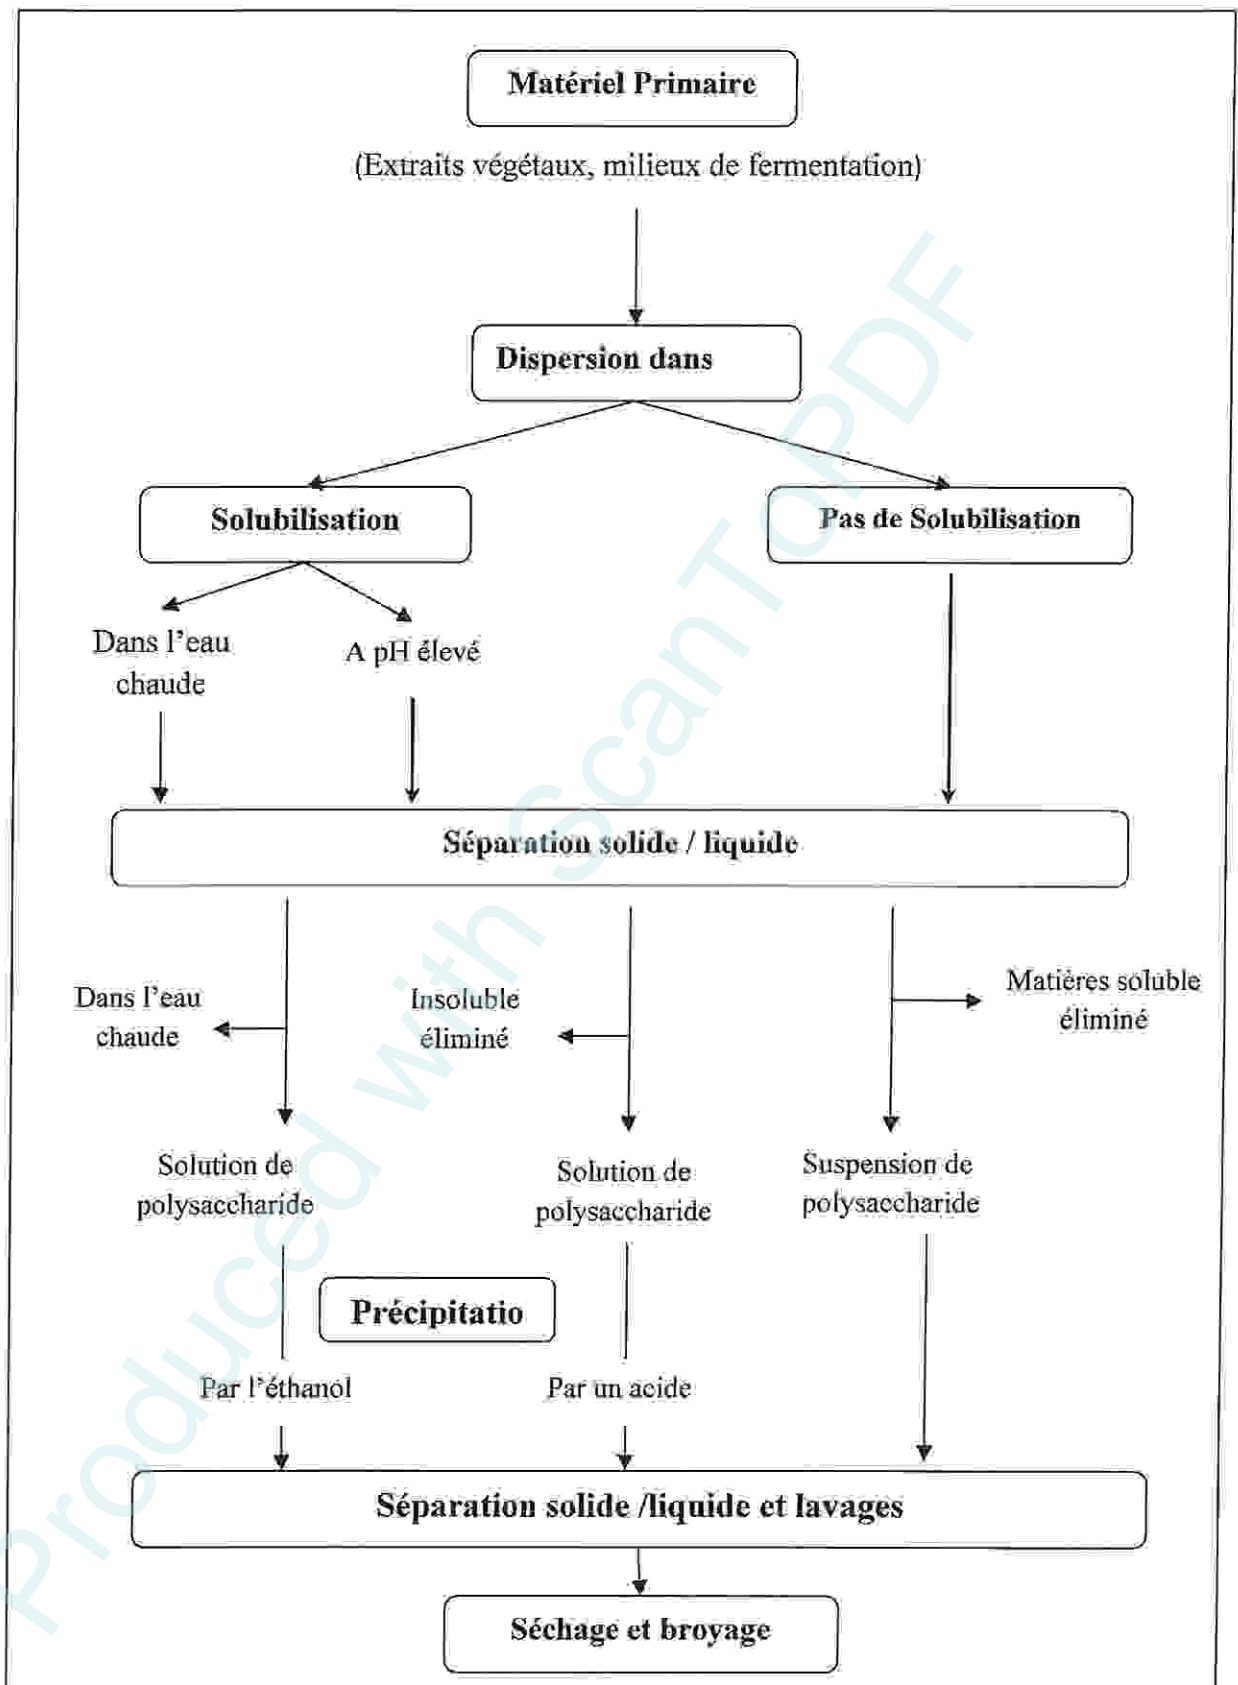 Matériel Primaire
(Extraits végétaux, milieux de fermentation)
Dispersion dans
Solubilisation
Pas de Solubilisation
Dans l'eau
chaude
A pH élevé
Séparation solide / liquide
Dans l'eau
chaude
Insoluble
éliminé
Matières soluble
éliminé
Solution de
polysaccharide
Solution de
polysaccharide
Suspension de
polysaccharide
Précipitatio
Par l'éthanol
Par un acide
Séparation solide /liquide et lavages
Séchage et broyage
Produced with ScanToPDF